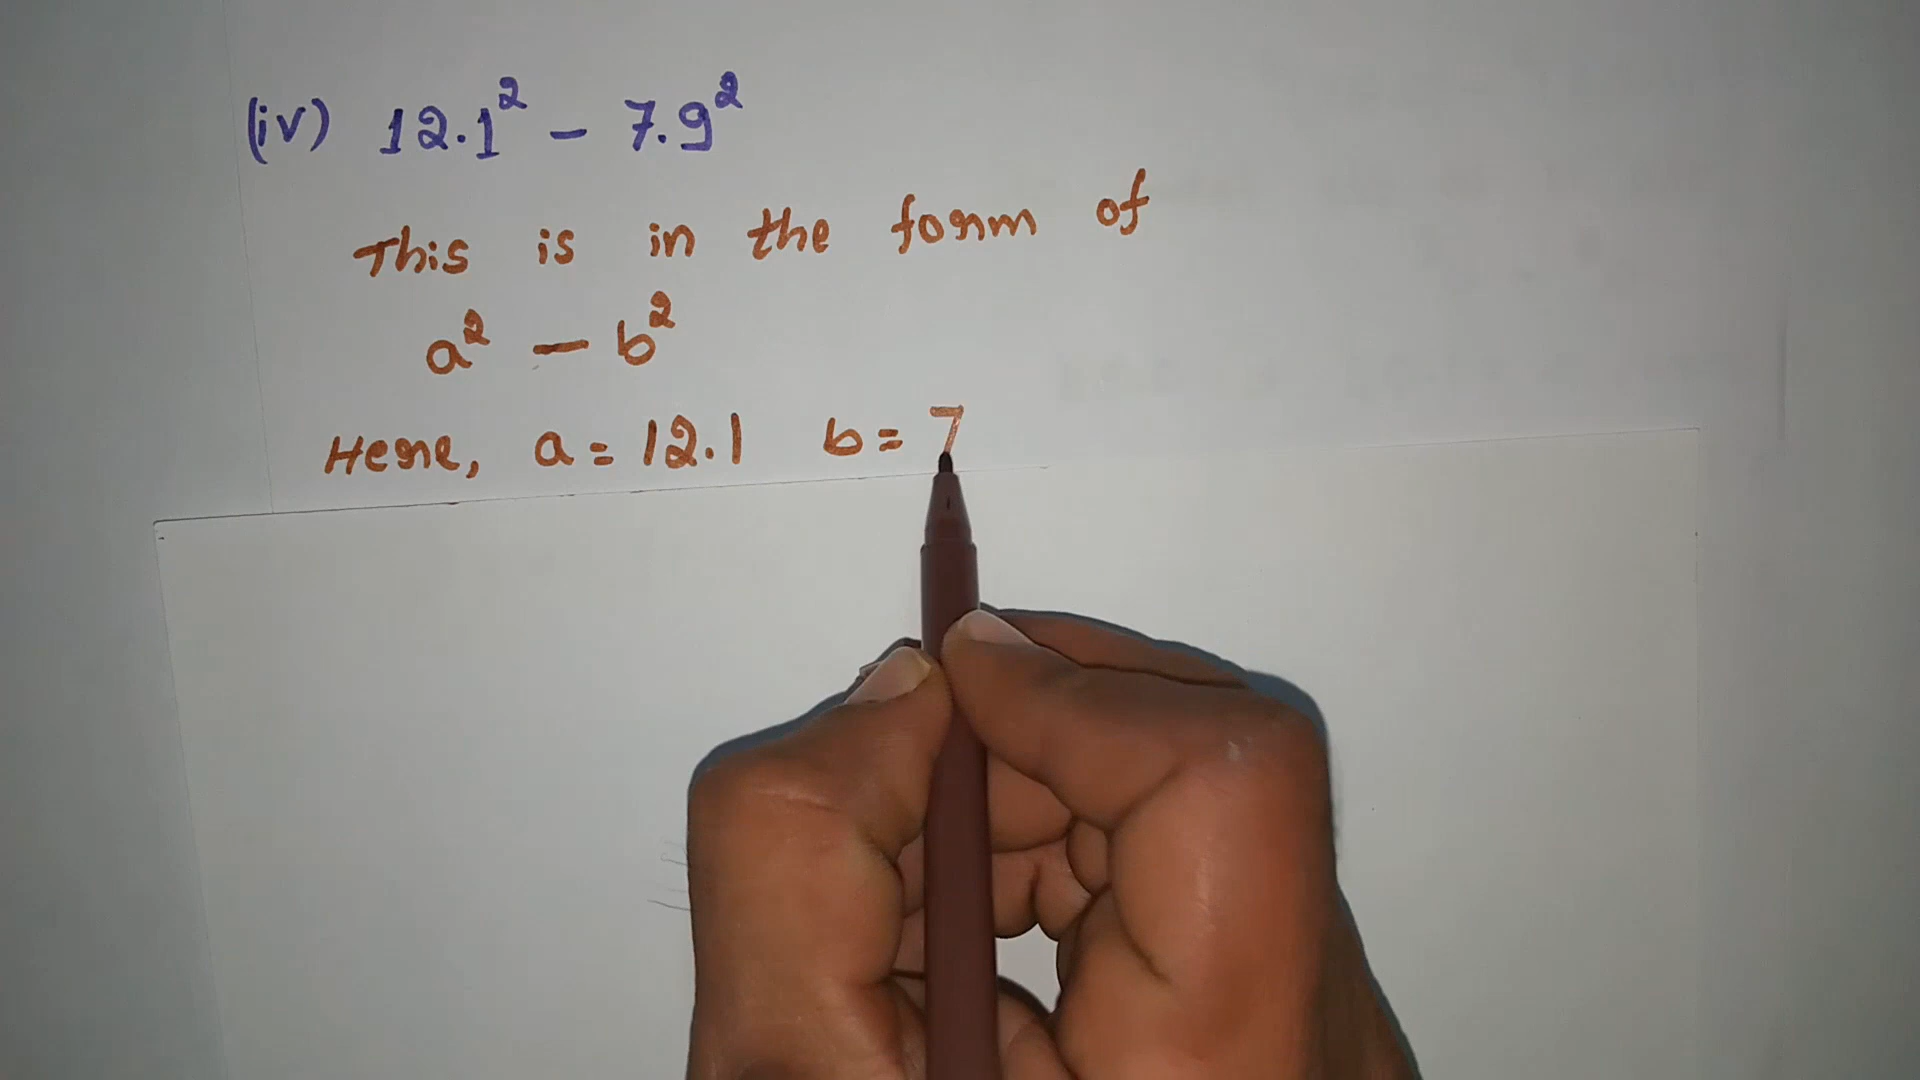 (iv) 12.1² - 7.9²
This is in the form of
a² - b²
Here, a = 12.1 b = 7